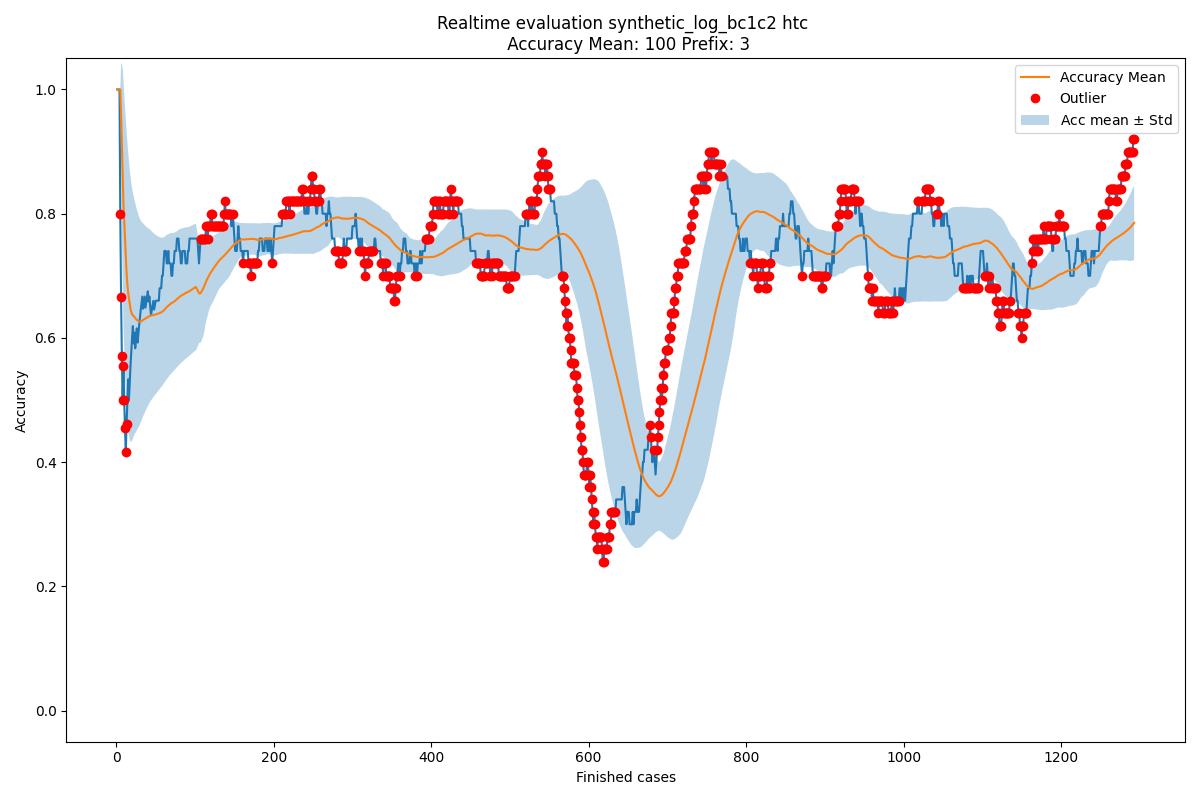 Realtime evaluation synthetic_log_bc1c2 htc
Accuracy Mean: 100 Prefix: 3
Accuracy Mean
Outlier
Acc mean ± Std
1.0
0.8
0.6
0.4
0.2
0.0
Accuracy
0
200
400
600
800
1000
1200
Finished cases